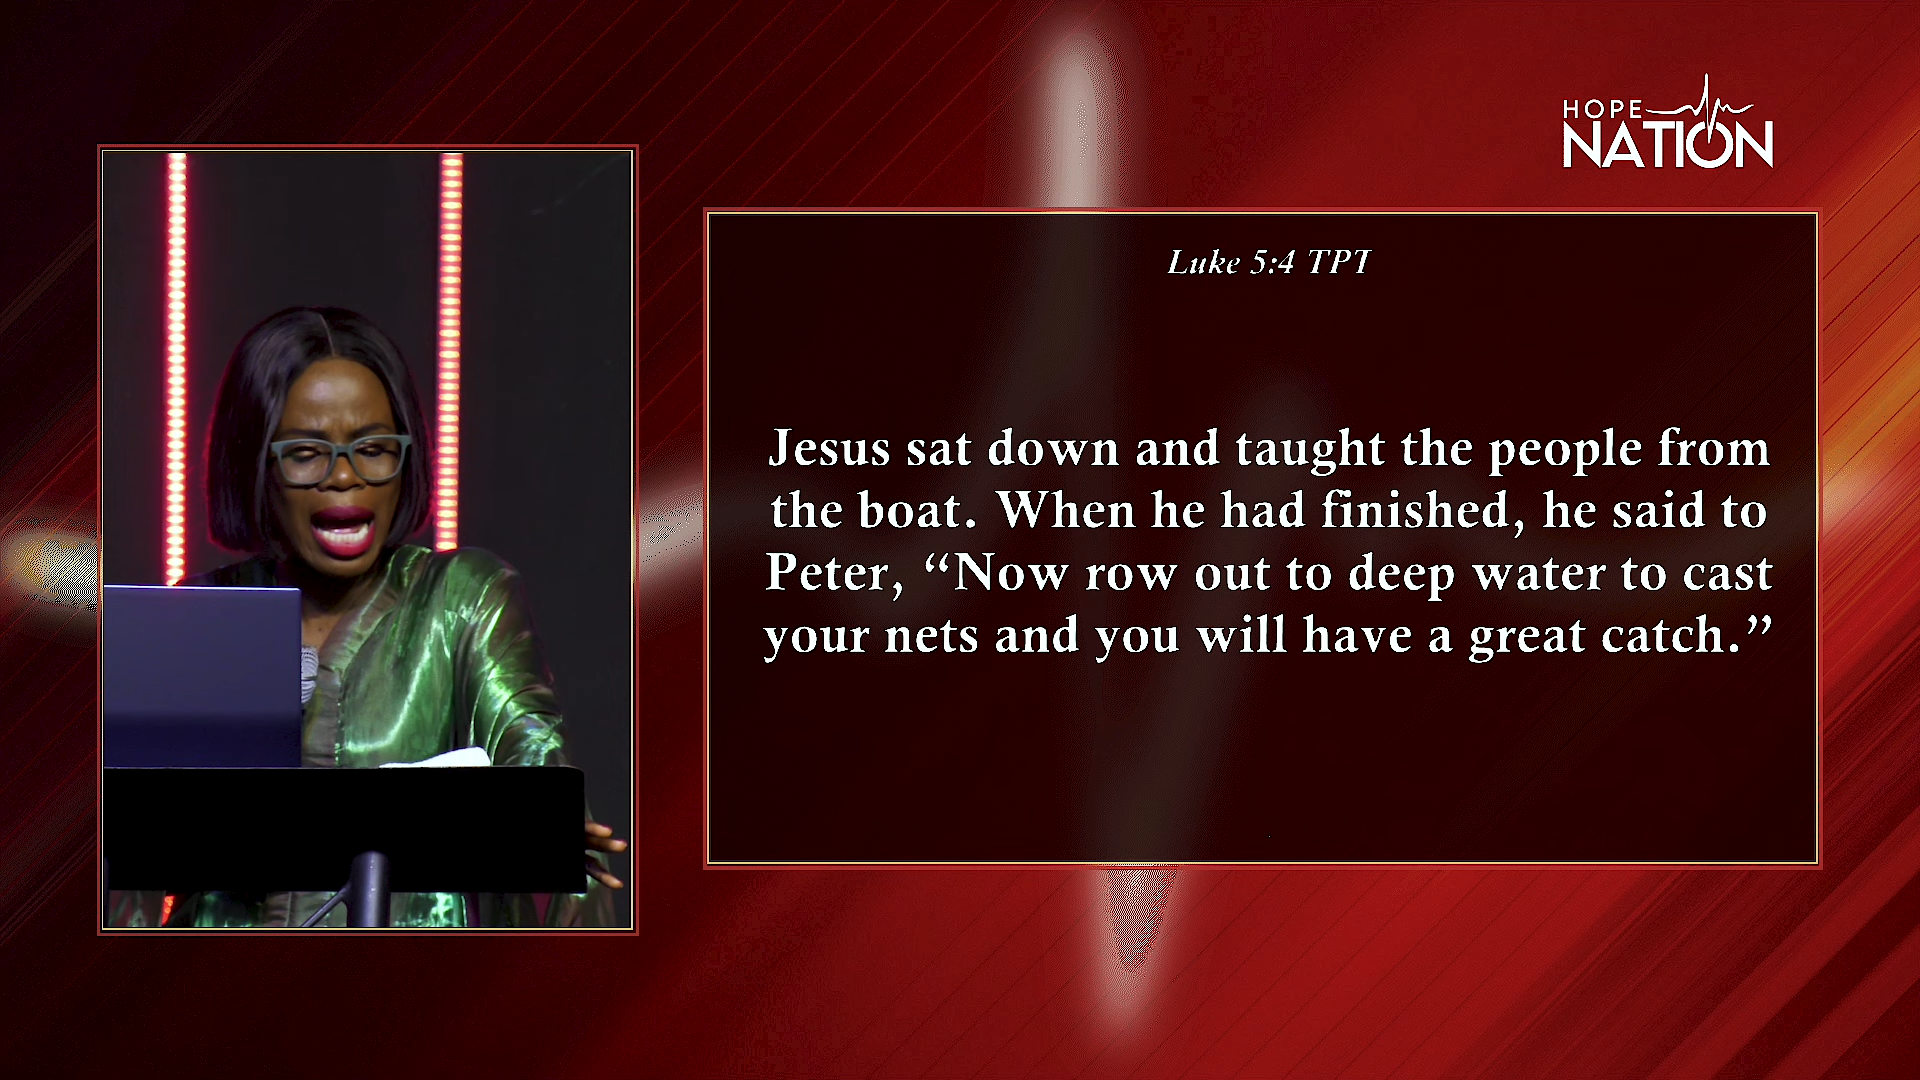 HOPE
NATION
Luke 5:4 TPT
Jesus sat down and taught the people from
the boat. When he had finished, he said to
Peter, “Now row out to deep water to cast
your nets and you will have a great catch.”